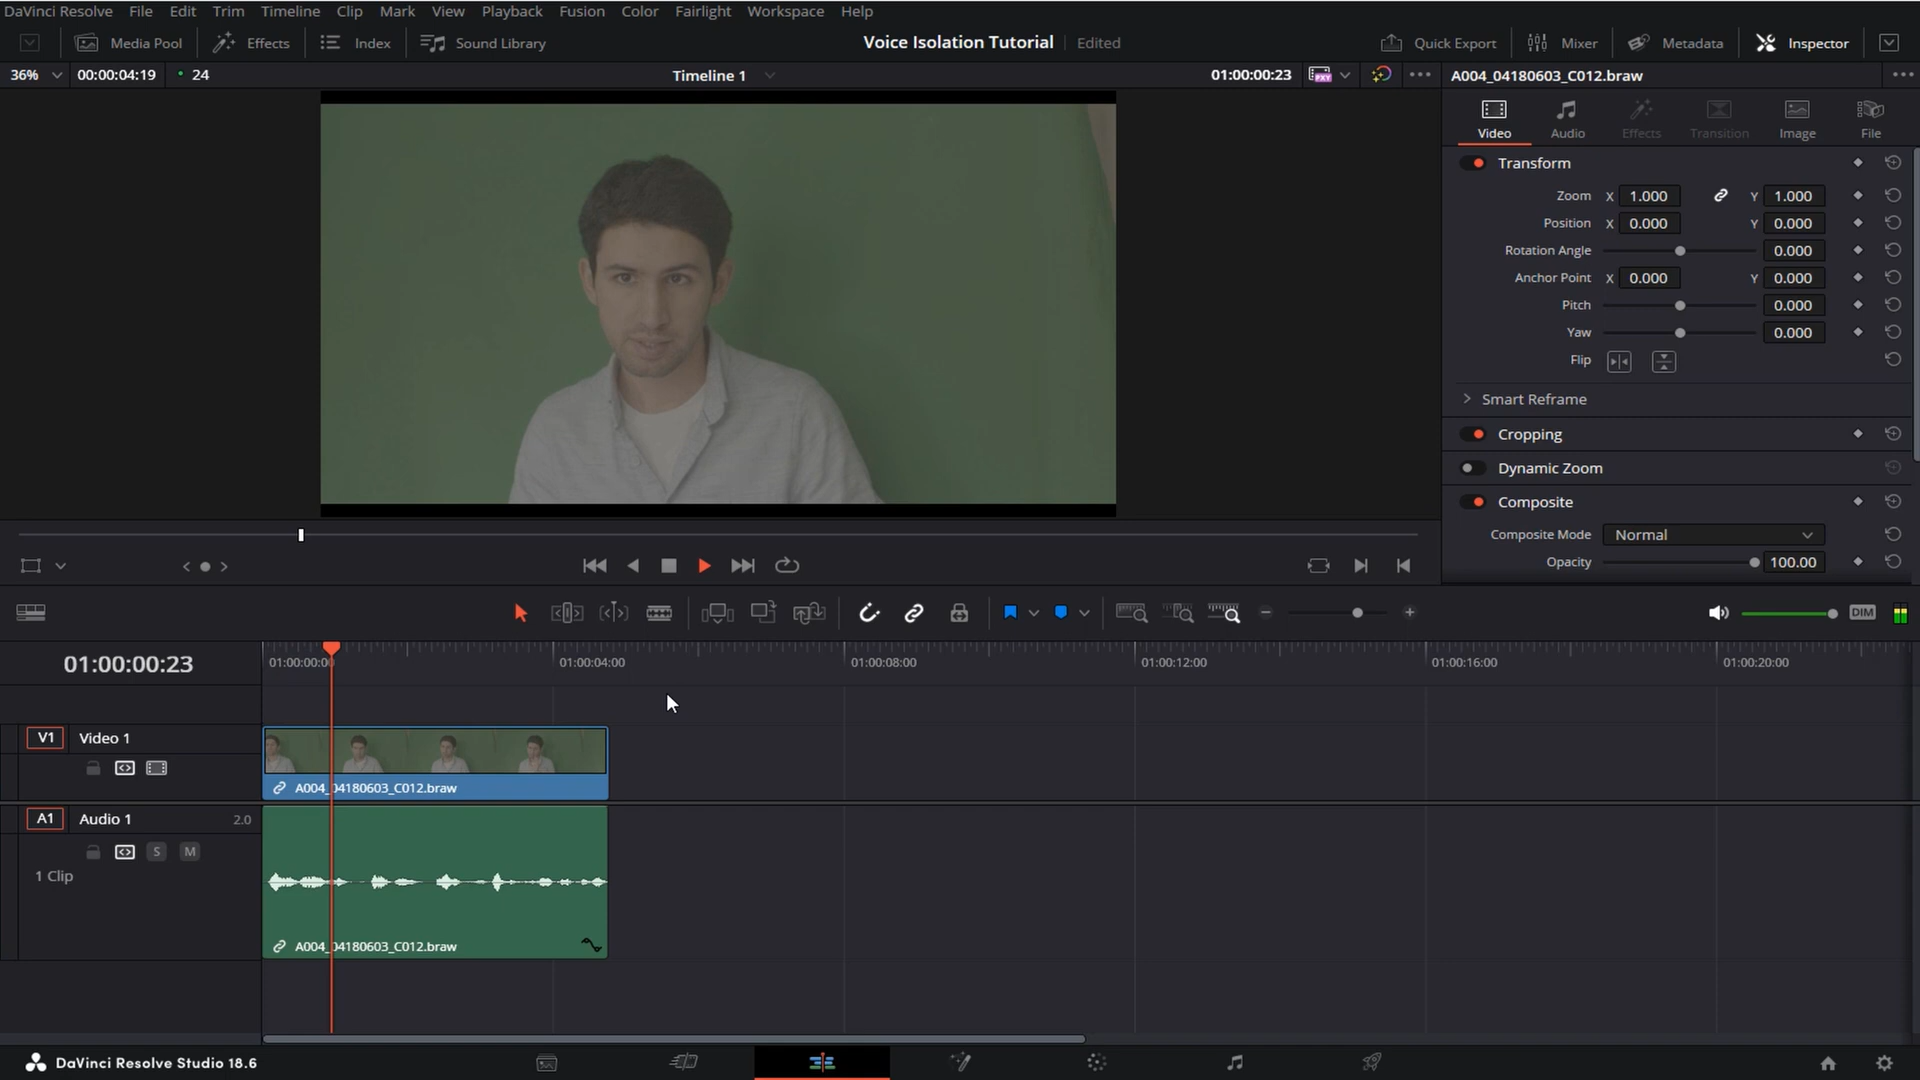 DaVinci Resolve File Edit Trim Timeline Clip Mark View Playback Fusion Color Fairlight Workspace Help
Media Pool Effects Index Sound Library Voice Isolation Tutorial Edited Quick Export Mixer Metadata Inspector
36% 00:00:04:19 24 Timeline 1 01:00:00:23 PXY A004_04180603_C012.braw
Video Audio Effects Transition Image File
Transform
Zoom X 1.000 Y 1.000
Position X 0.000 Y 0.000
Rotation Angle 0.000
Anchor Point X 0.000 Y 0.000
Pitch 0.000
Yaw 0.000
Flip
Smart Reframe
Cropping
Dynamic Zoom
Composite
Composite Mode Normal
Opacity 100.00
DIM
01:00:00:23 01:00:00:00 01:00:04:00 01:00:08:00 01:00:12:00 01:00:16:00 01:00:20:00
V1 Video 1
A004_04180603_C012.braw
A1 Audio 1 2.0
S M
1 Clip
A004_04180603_C012.braw
DaVinci Resolve Studio 18.6